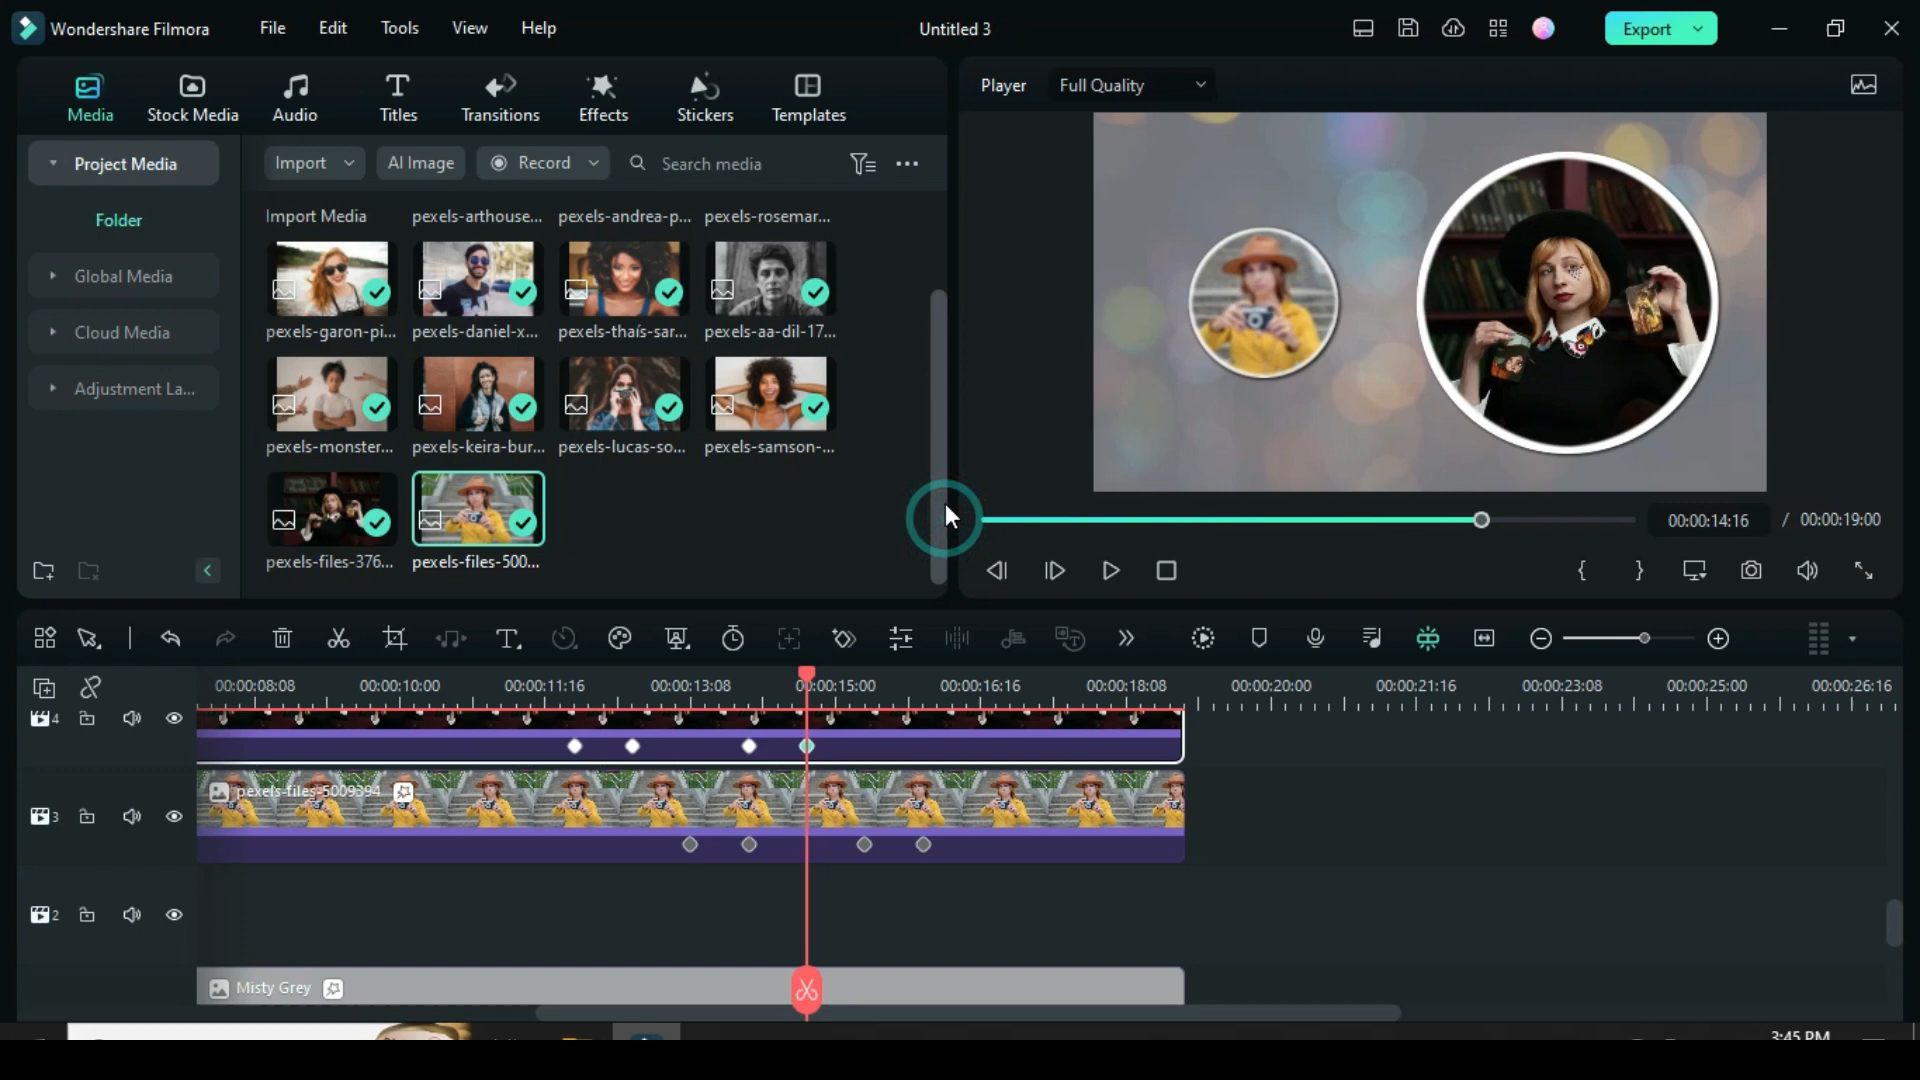 Wondershare Filmora File Edit Tools View Help Untitled 3 Export
Media Stock Media Audio Titles Transitions Effects Stickers Templates
Player Full Quality
Project Media
Import AI Image Record Search media
Folder
Global Media
Cloud Media
Adjustment La...
Import Media pexels-arthouse... pexels-andrea-p... pexels-rosemar...
pexels-garon-pi... pexels-daniel-x... pexels-thaís-sar... pexels-aa-dil-17...
pexels-monster... pexels-keira-bur... pexels-lucas-so... pexels-samson-...
pexels-files-376... pexels-files-500...
00:00:14:16 / 00:00:19:00
00:00:08:08 00:00:10:00 00:00:11:16 00:00:13:08 00:00:15:00 00:00:16:16 00:00:18:08 00:00:20:00 00:00:21:16 00:00:23:08 00:00:25:00 00:00:26:16
4
pexels-files-5009394
3
2
Misty Grey
3:45 PM